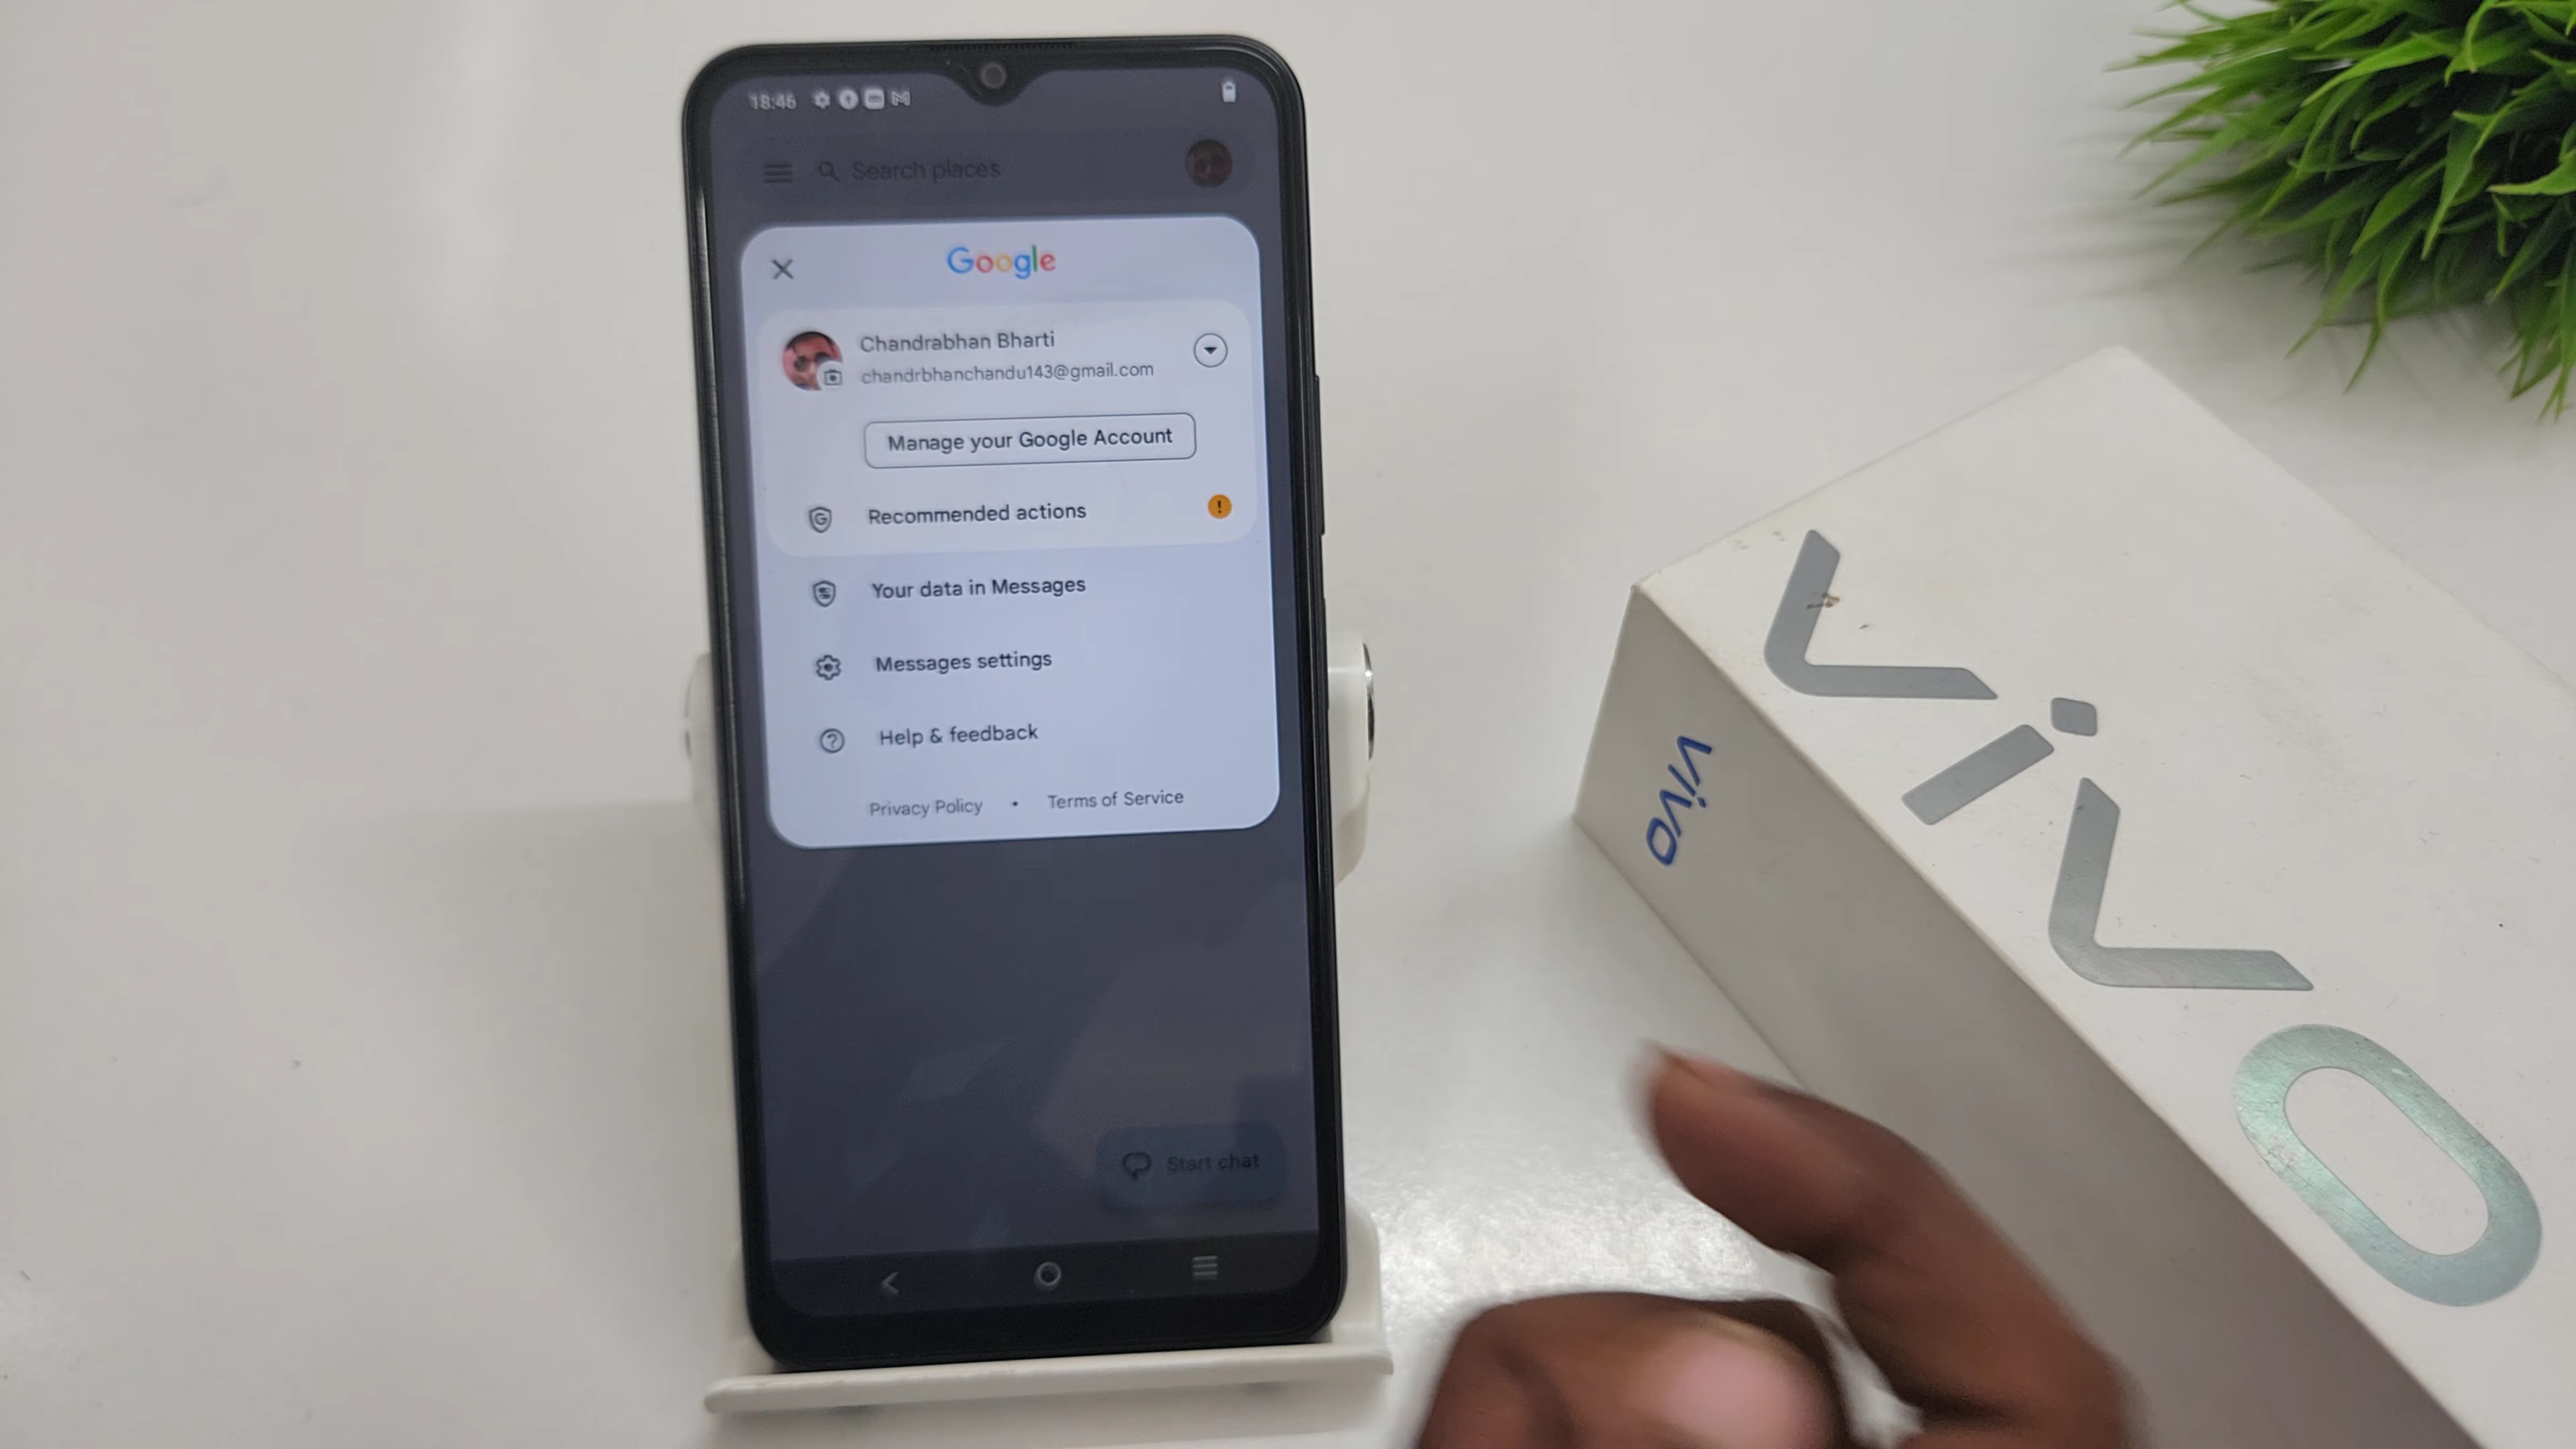 18:46
Search places
Google
Chandrabhan Bharti
chandrbhanchandu143@gmail.com
Manage your Google Account
Recommended actions
Your data in Messages
Messages settings
Help & feedback
Privacy Policy • Terms of Service
Start chat
vivo
vivo